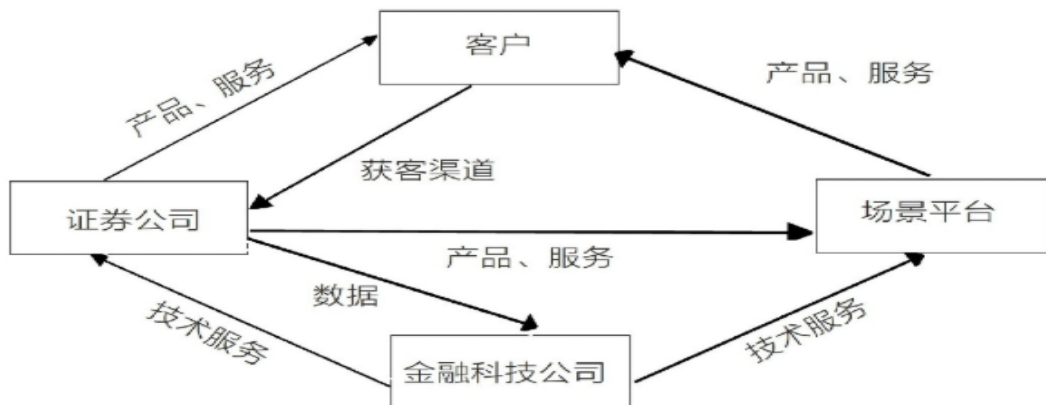 客户
产品、服务
产品、服务
获客渠道
证券公司
场景平台
产品、服务
数据
技术服务
技术服务
金融科技公司